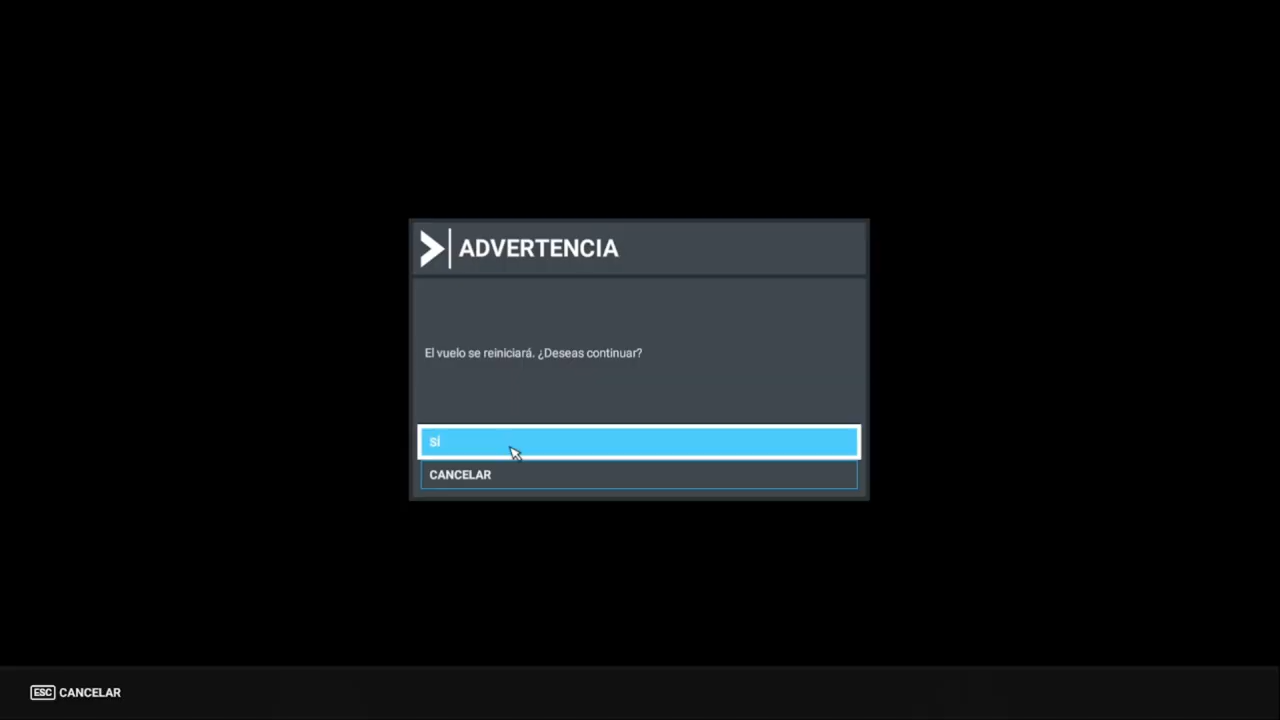 ADVERTENCIA
El vuelo se reiniciará. ¿Deseas continuar?
SÍ
CANCELAR
ESC CANCELAR